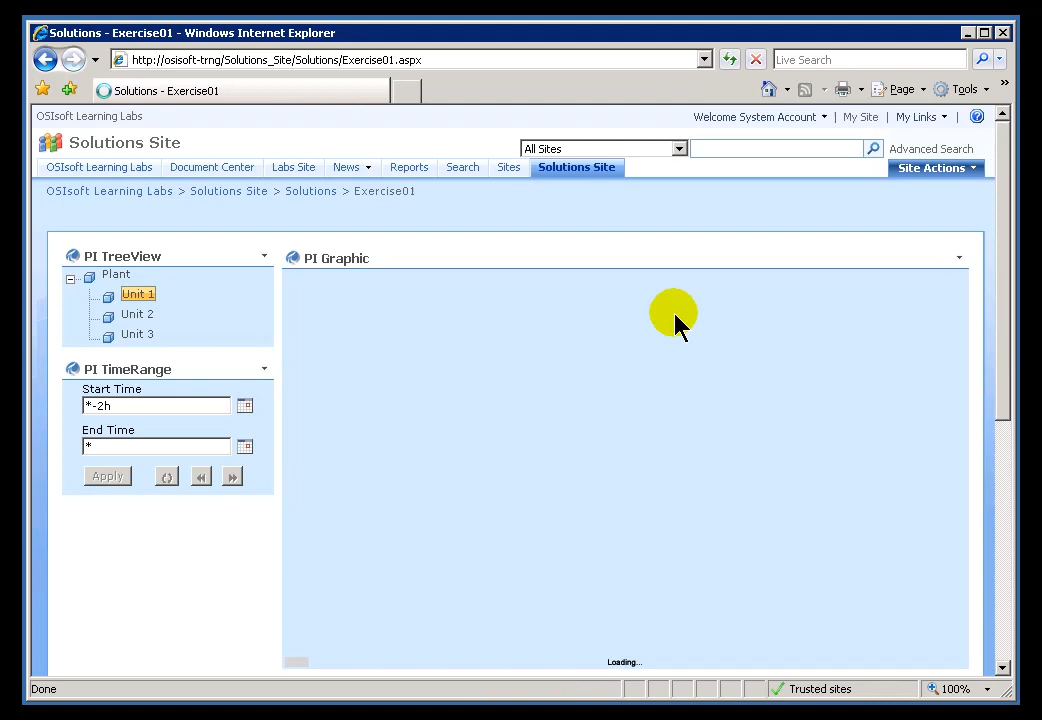 Solutions - Exercise01 - Windows Internet Explorer
http://osisoft-trng/Solutions_Site/Solutions/Exercise01.aspx
Live Search
Solutions - Exercise01
Page
Tools
OSIsoft Learning Labs
Welcome System Account
My Site
My Links
Solutions Site
All Sites
Advanced Search
OSIsoft Learning Labs
Document Center
Labs Site
News
Reports
Search
Sites
Solutions Site
Site Actions
OSIsoft Learning Labs > Solutions Site > Solutions > Exercise01
PI TreeView
Plant
Unit 1
Unit 2
Unit 3
PI TimeRange
Start Time
*-2h
End Time
*
Apply
PI Graphic
Loading...
Done
Trusted sites
100%